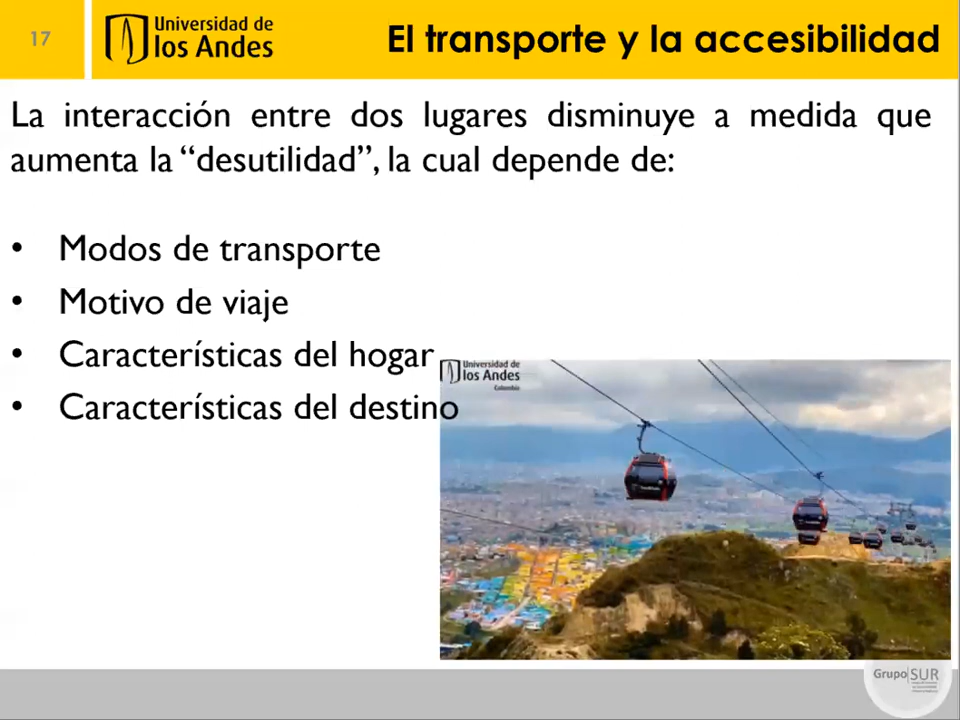 17
Universidad de
los Andes
El transporte y la accesibilidad
La interacción entre dos lugares disminuye a medida que
aumenta la “desutilidad”, la cual depende de:
• Modos de transporte
• Motivo de viaje
• Características del hogar
• Características del destino
Universidad de
los Andes
Colombia
Grupo SUR